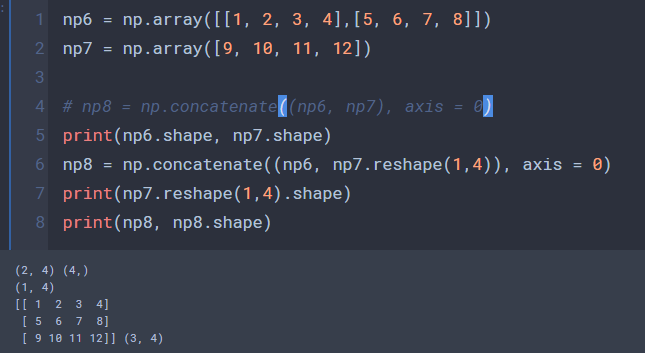 1 np6 = np.array([[1, 2, 3, 4],[5, 6, 7, 8]])
2 np7 = np.array([9, 10, 11, 12])
3
4 # np8 = np.concatenate((np6, np7), axis = 0)
5 print(np6.shape, np7.shape)
6 np8 = np.concatenate((np6, np7.reshape(1,4)), axis = 0)
7 print(np7.reshape(1,4).shape)
8 print(np8, np8.shape)
(2, 4) (4,)
(1, 4)
[[ 1  2  3  4]
 [ 5  6  7  8]
 [ 9 10 11 12]] (3, 4)